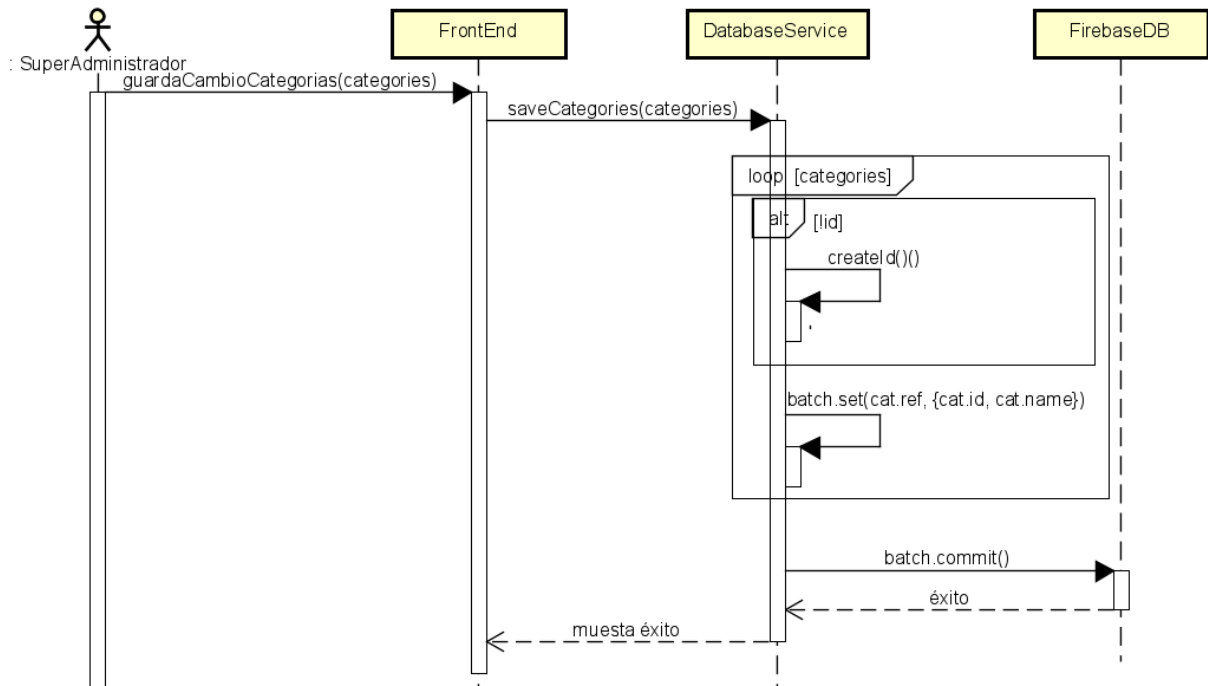 FrontEnd
DatabaseService
FirebaseDB
: SuperAdministrador
guardaCambioCategorias(categories)
saveCategories(categories)
loop [categories]
alt [!id]
createId()()
batch.set(cat.ref, {cat.id, cat.name})
batch.commit()
éxito
muesta éxito